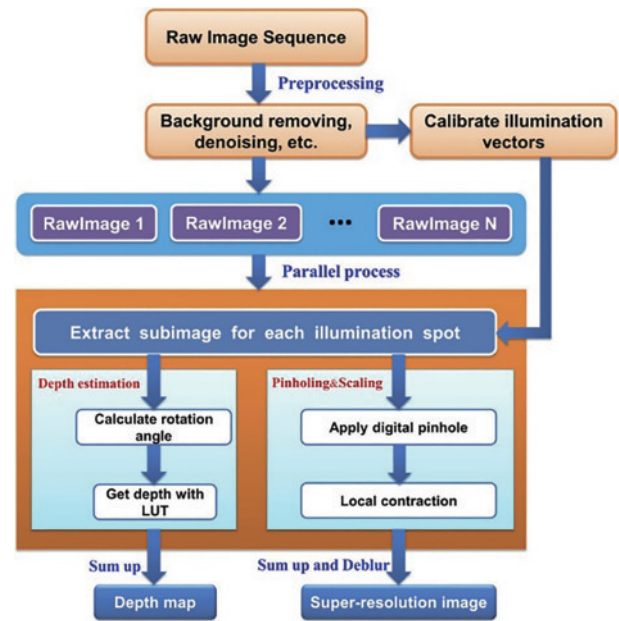 Raw Image Sequence
Preprocessing
Background removing,
denoising, etc.
Calibrate illumination
vectors
RawImage 1
RawImage 2
•••
RawImage N
Parallel process
Extract subimage for each illumination spot
Depth estimation
Calculate rotation
angle
Get depth with
LUT
Pinholing&Scaling
Apply digital pinhole
Local contraction
Sum up
Sum up and Deblur
Depth map
Super-resolution image